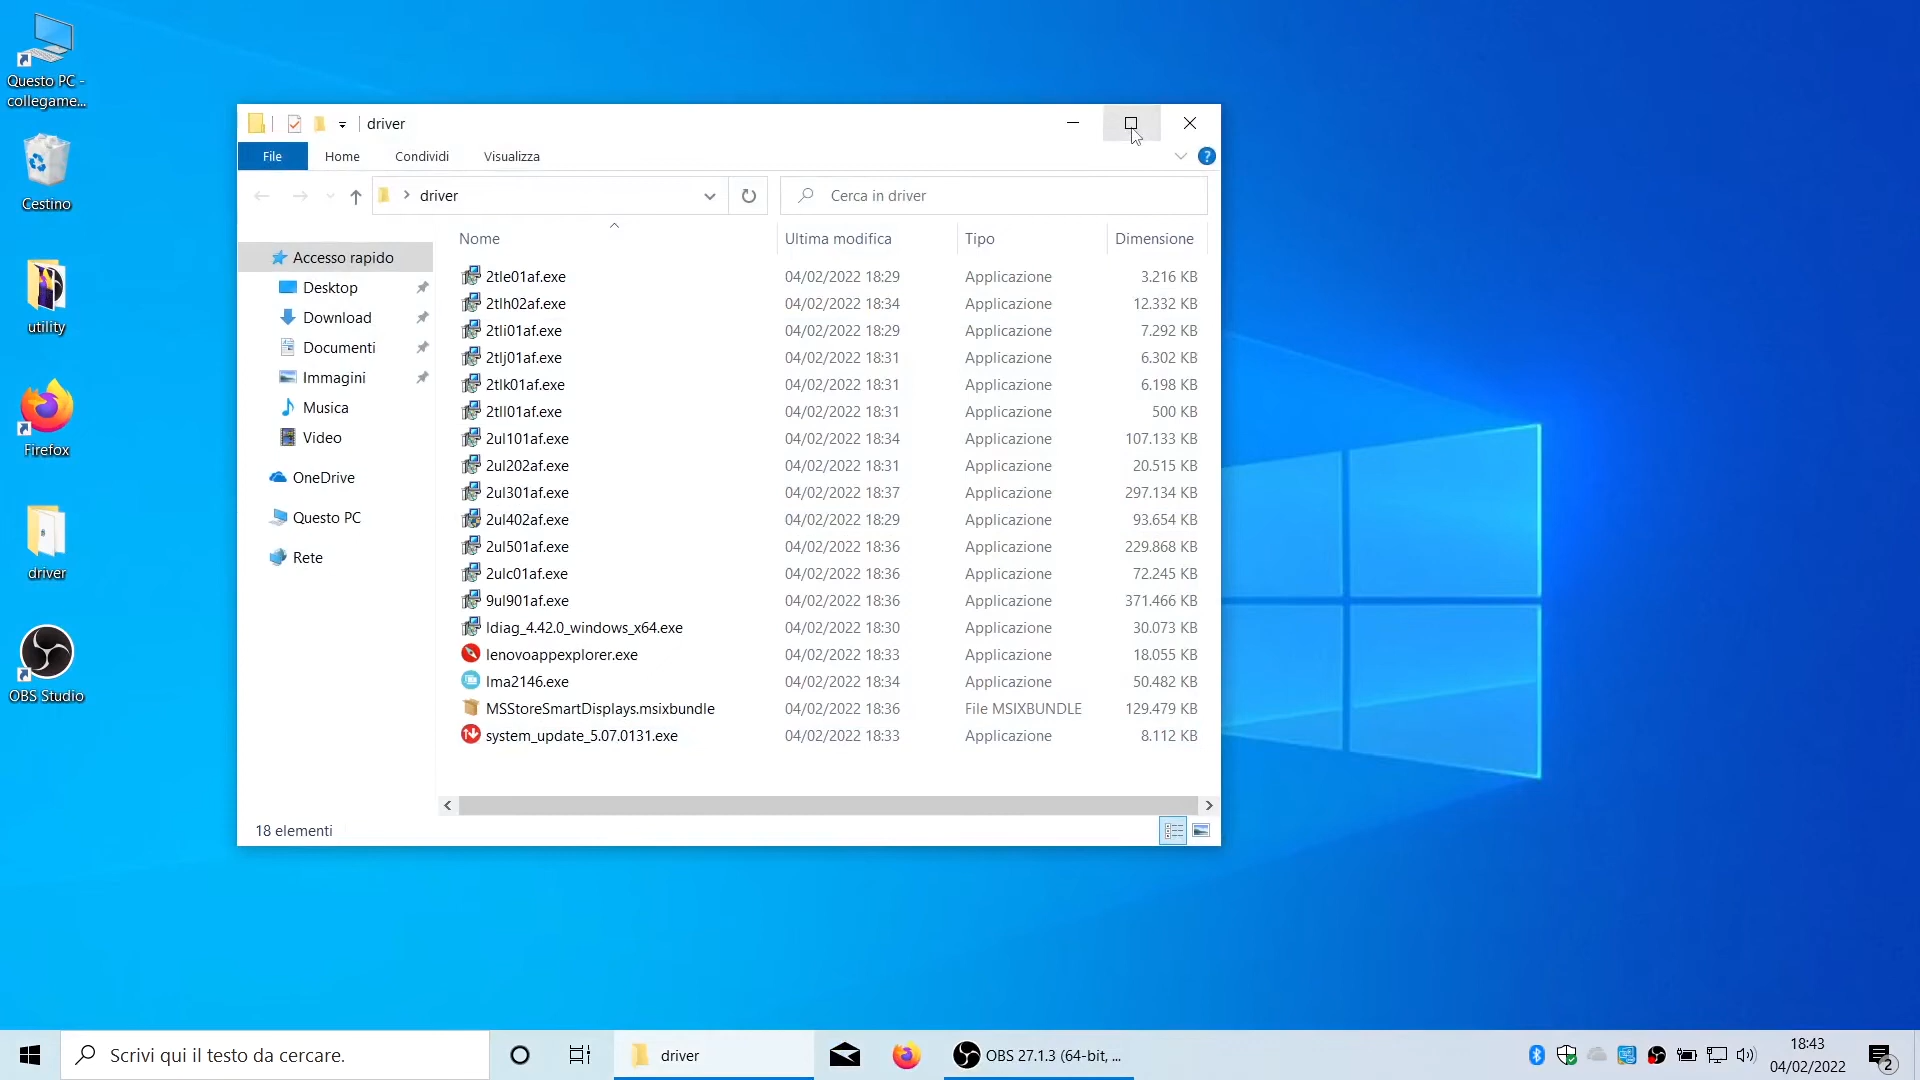 Questo PC -
collegame...
Cestino
utility
Firefox
driver
OBS Studio
driver
File Home Condividi Visualizza
driver
Cerca in driver
Nome Ultima modifica Tipo Dimensione
Accesso rapido
Desktop
Download
Documenti
Immagini
Musica
Video
OneDrive
Questo PC
Rete
2tle01af.exe 04/02/2022 18:29 Applicazione 3.216 KB
2tlh02af.exe 04/02/2022 18:34 Applicazione 12.332 KB
2tli01af.exe 04/02/2022 18:29 Applicazione 7.292 KB
2tlj01af.exe 04/02/2022 18:31 Applicazione 6.302 KB
2tlk01af.exe 04/02/2022 18:31 Applicazione 6.198 KB
2tll01af.exe 04/02/2022 18:31 Applicazione 500 KB
2ul101af.exe 04/02/2022 18:34 Applicazione 107.133 KB
2ul202af.exe 04/02/2022 18:31 Applicazione 20.515 KB
2ul301af.exe 04/02/2022 18:37 Applicazione 297.134 KB
2ul402af.exe 04/02/2022 18:29 Applicazione 93.654 KB
2ul501af.exe 04/02/2022 18:36 Applicazione 229.868 KB
2ulc01af.exe 04/02/2022 18:36 Applicazione 72.245 KB
9ul901af.exe 04/02/2022 18:36 Applicazione 371.466 KB
ldiag_4.42.0_windows_x64.exe 04/02/2022 18:30 Applicazione 30.073 KB
lenovoappexplorer.exe 04/02/2022 18:33 Applicazione 18.055 KB
lma2146.exe 04/02/2022 18:34 Applicazione 50.482 KB
MSStoreSmartDisplays.msixbundle 04/02/2022 18:36 File MSIXBUNDLE 129.479 KB
system_update_5.07.0131.exe 04/02/2022 18:33 Applicazione 8.112 KB
18 elementi
Scrivi qui il testo da cercare.
driver
OBS 27.1.3 (64-bit, ...
18:43
04/02/2022
2